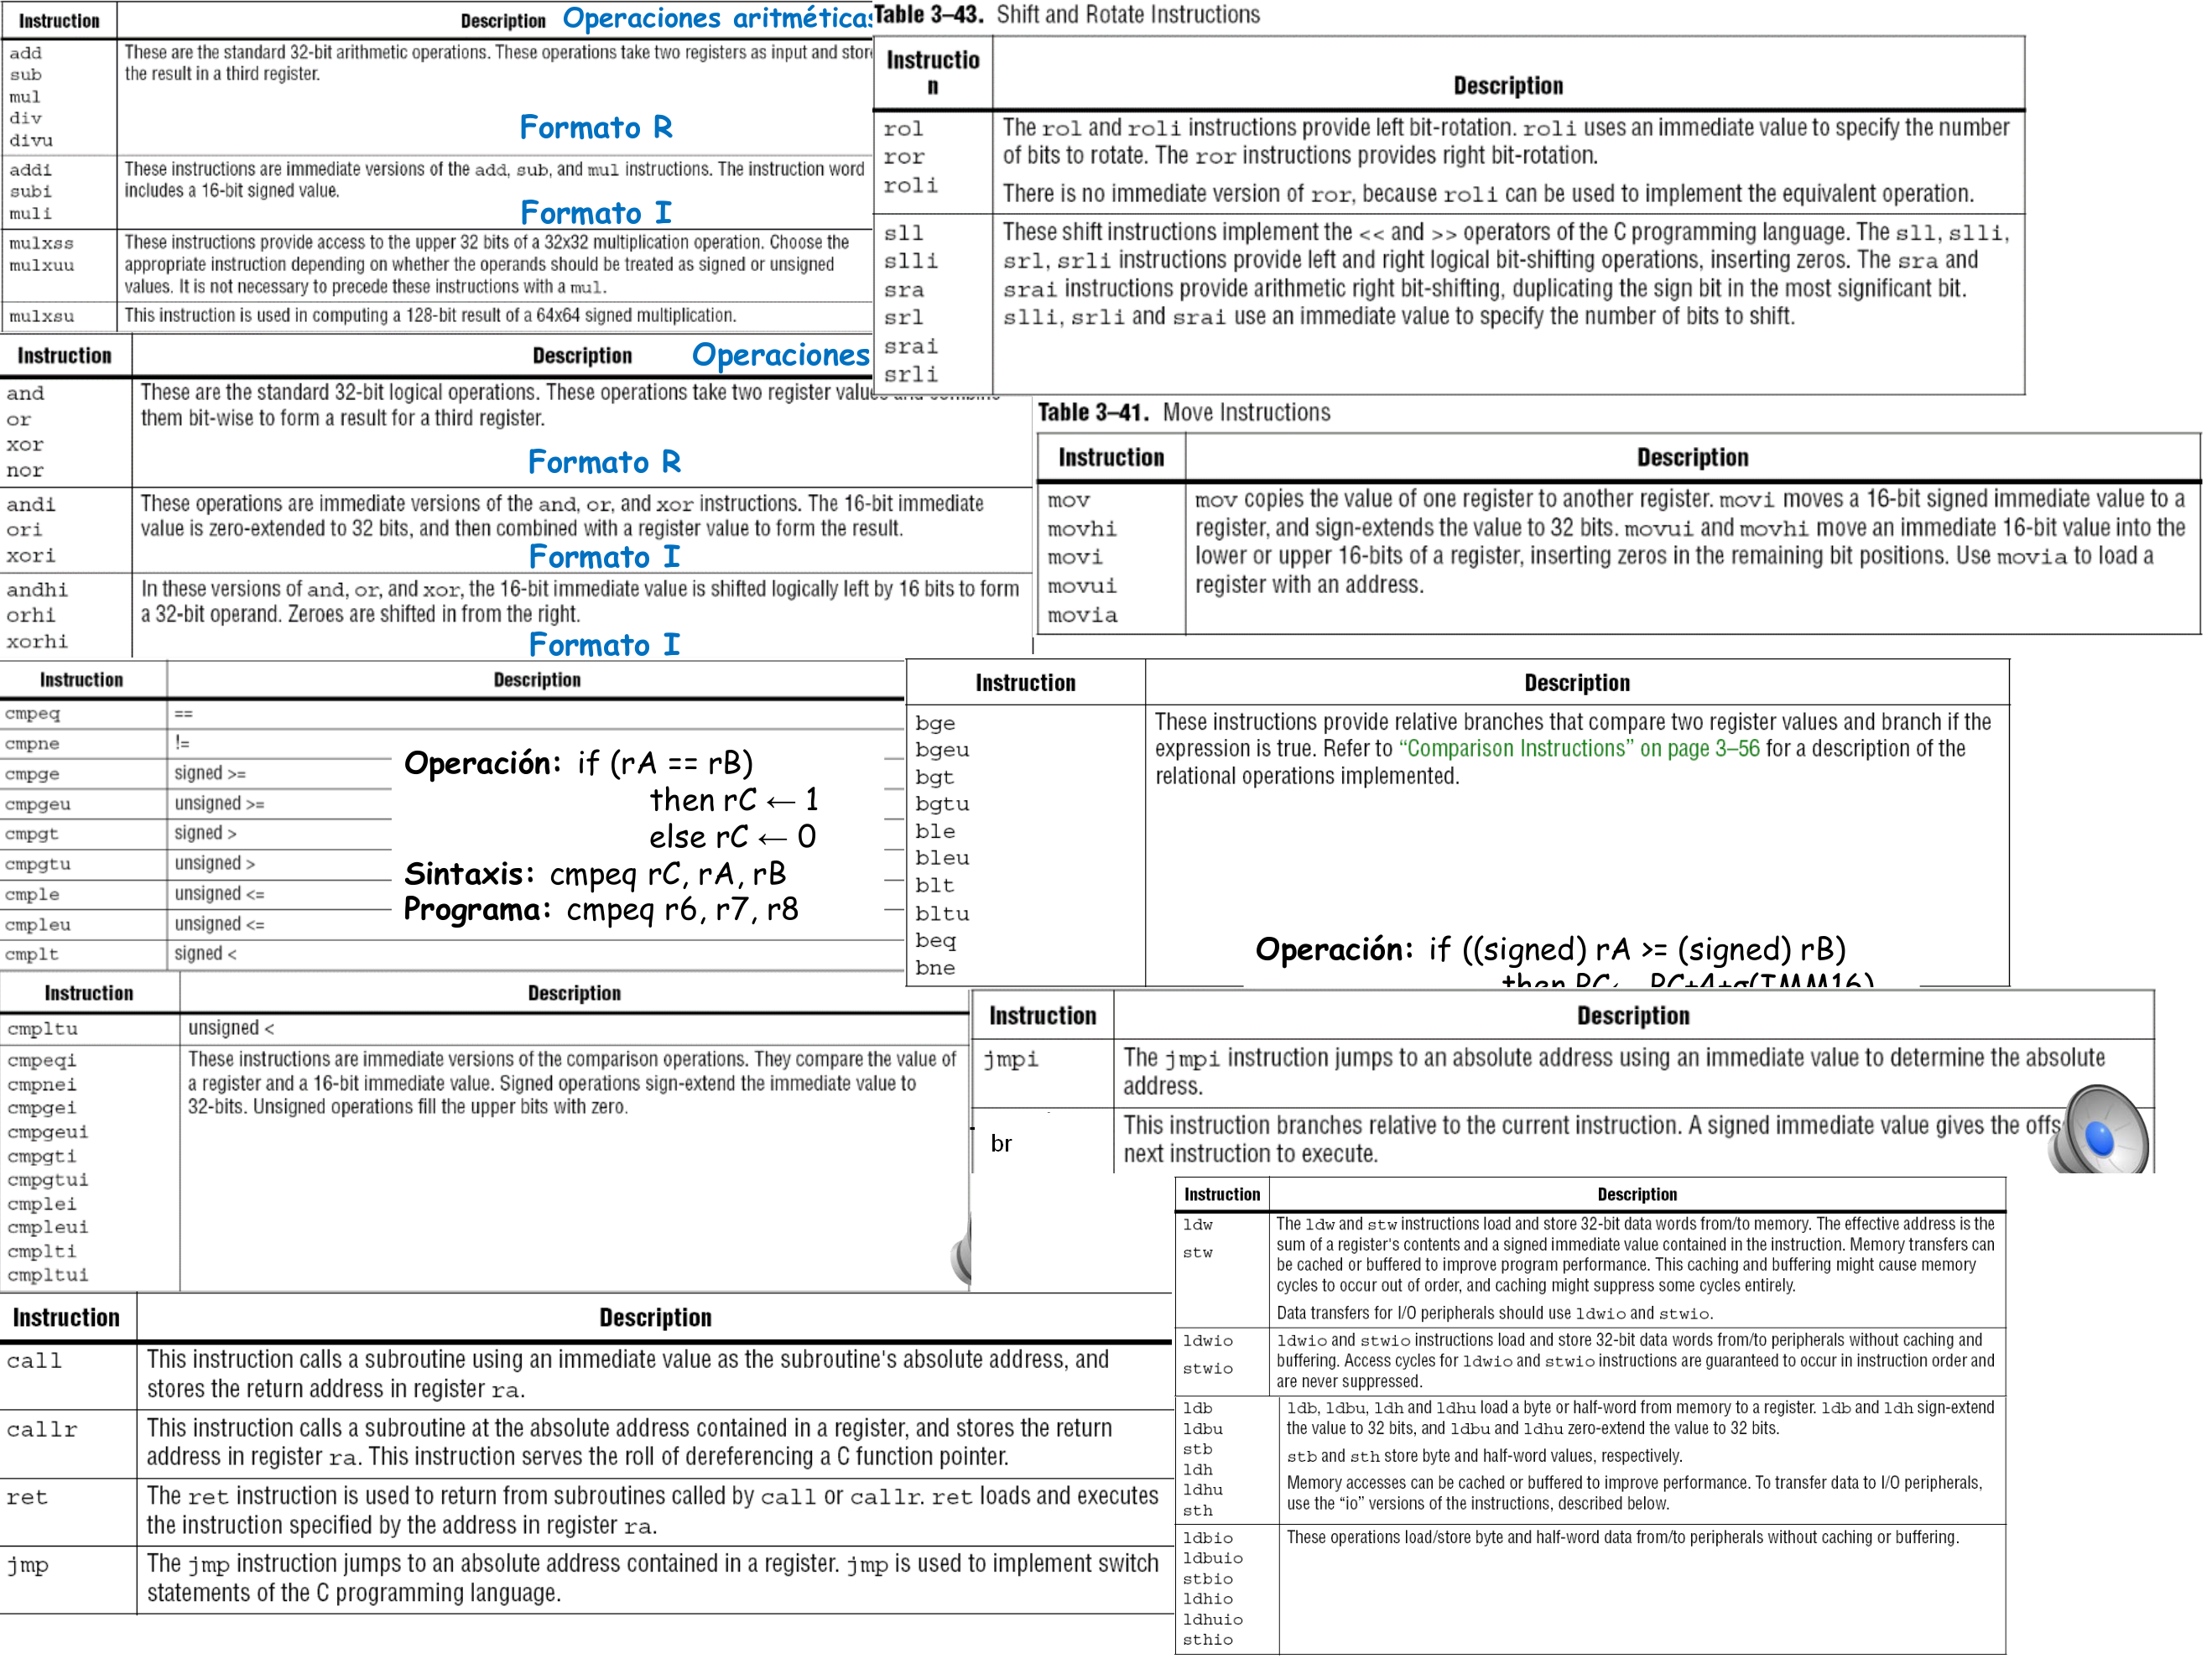 Instruction Description Operaciones aritméticas
add These are the standard 32-bit arithmetic operations. These operations take two registers as input and store
sub the result in a third register.
mul
div
divu
Formato R
addi These instructions are immediate versions of the add, sub, and mul instructions. The instruction word
subi includes a 16-bit signed value.
muli
Formato I
mulxss These instructions provide access to the upper 32 bits of a 32x32 multiplication operation. Choose the
mulxuu appropriate instruction depending on whether the operands should be treated as signed or unsigned
values. It is not necessary to precede these instructions with a mul.
mulxsu This instruction is used in computing a 128-bit result of a 64x64 signed multiplication.
Instruction Description Operaciones
and These are the standard 32-bit logical operations. These operations take two register values and combine
or them bit-wise to form a result for a third register.
xor
nor
Formato R
andi These operations are immediate versions of the and, or, and xor instructions. The 16-bit immediate
ori value is zero-extended to 32 bits, and then combined with a register value to form the result.
xori
Formato I
andhi In these versions of and, or, and xor, the 16-bit immediate value is shifted logically left by 16 bits to form
orhi a 32-bit operand. Zeroes are shifted in from the right.
xorhi
Formato I
Table 3–43. Shift and Rotate Instructions
Instructio
n Description
rol The rol and roli instructions provide left bit-rotation. roli uses an immediate value to specify the number
ror of bits to rotate. The ror instructions provides right bit-rotation.
roli There is no immediate version of ror, because roli can be used to implement the equivalent operation.
sll These shift instructions implement the << and >> operators of the C programming language. The sll, slli,
slli srl, srli instructions provide left and right logical bit-shifting operations, inserting zeros. The sra and
sra srai instructions provide arithmetic right bit-shifting, duplicating the sign bit in the most significant bit.
srl slli, srli and srai use an immediate value to specify the number of bits to shift.
srai
srli
Table 3–41. Move Instructions
Instruction Description
mov mov copies the value of one register to another register. movi moves a 16-bit signed immediate value to a
movhi register, and sign-extends the value to 32 bits. movui and movhi move an immediate 16-bit value into the
movi lower or upper 16-bits of a register, inserting zeros in the remaining bit positions. Use movia to load a
movui register with an address.
movia
Instruction Description
cmpeq ==
cmpne !=
cmpge signed >=
cmpgeu unsigned >=
cmpgt signed >
cmpgtu unsigned >
cmple unsigned <=
cmpleu unsigned <=
cmplt signed <
Operación: if (rA == rB)
then rC ← 1
else rC ← 0
Sintaxis: cmpeq rC, rA, rB
Programa: cmpeq r6, r7, r8
Instruction Description
bge These instructions provide relative branches that compare two register values and branch if the
bgeu expression is true. Refer to “Comparison Instructions” on page 3–56 for a description of the
bgt relational operations implemented.
bgtu
ble
bleu
blt
bltu
beq
bne
Operación: if ((signed) rA >= (signed) rB)
then PC← PC+4+σ(IMM16)
Instruction Description
cmpltu unsigned <
cmpeqi These instructions are immediate versions of the comparison operations. They compare the value of
cmpnei a register and a 16-bit immediate value. Signed operations sign-extend the immediate value to
cmpgei 32-bits. Unsigned operations fill the upper bits with zero.
cmpgeui
cmpgti
cmpgtui
cmplei
cmpleui
cmplti
cmpltui
Instruction Description
jmpi The jmpi instruction jumps to an absolute address using an immediate value to determine the absolute
address.
br This instruction branches relative to the current instruction. A signed immediate value gives the offs
next instruction to execute.
Instruction Description
call This instruction calls a subroutine using an immediate value as the subroutine's absolute address, and
stores the return address in register ra.
callr This instruction calls a subroutine at the absolute address contained in a register, and stores the return
address in register ra. This instruction serves the roll of dereferencing a C function pointer.
ret The ret instruction is used to return from subroutines called by call or callr. ret loads and executes
the instruction specified by the address in register ra.
jmp The jmp instruction jumps to an absolute address contained in a register. jmp is used to implement switch
statements of the C programming language.
Instruction Description
ldw The ldw and stw instructions load and store 32-bit data words from/to memory. The effective address is the
stw sum of a register's contents and a signed immediate value contained in the instruction. Memory transfers can
be cached or buffered to improve program performance. This caching and buffering might cause memory
cycles to occur out of order, and caching might suppress some cycles entirely.
Data transfers for I/O peripherals should use ldwio and stwio.
ldwio ldwio and stwio instructions load and store 32-bit data words from/to peripherals without caching and
stwio buffering. Access cycles for ldwio and stwio instructions are guaranteed to occur in instruction order and
are never suppressed.
ldb ldb, ldbu, ldh and ldhu load a byte or half-word from memory to a register. ldb and ldh sign-extend
ldbu the value to 32 bits, and ldbu and ldhu zero-extend the value to 32 bits.
stb stb and sth store byte and half-word values, respectively.
ldh Memory accesses can be cached or buffered to improve performance. To transfer data to I/O peripherals,
ldhu use the “io” versions of the instructions, described below.
sth
ldbio These operations load/store byte and half-word data from/to peripherals without caching or buffering.
ldbuio
stbio
ldhio
ldhuio
sthio